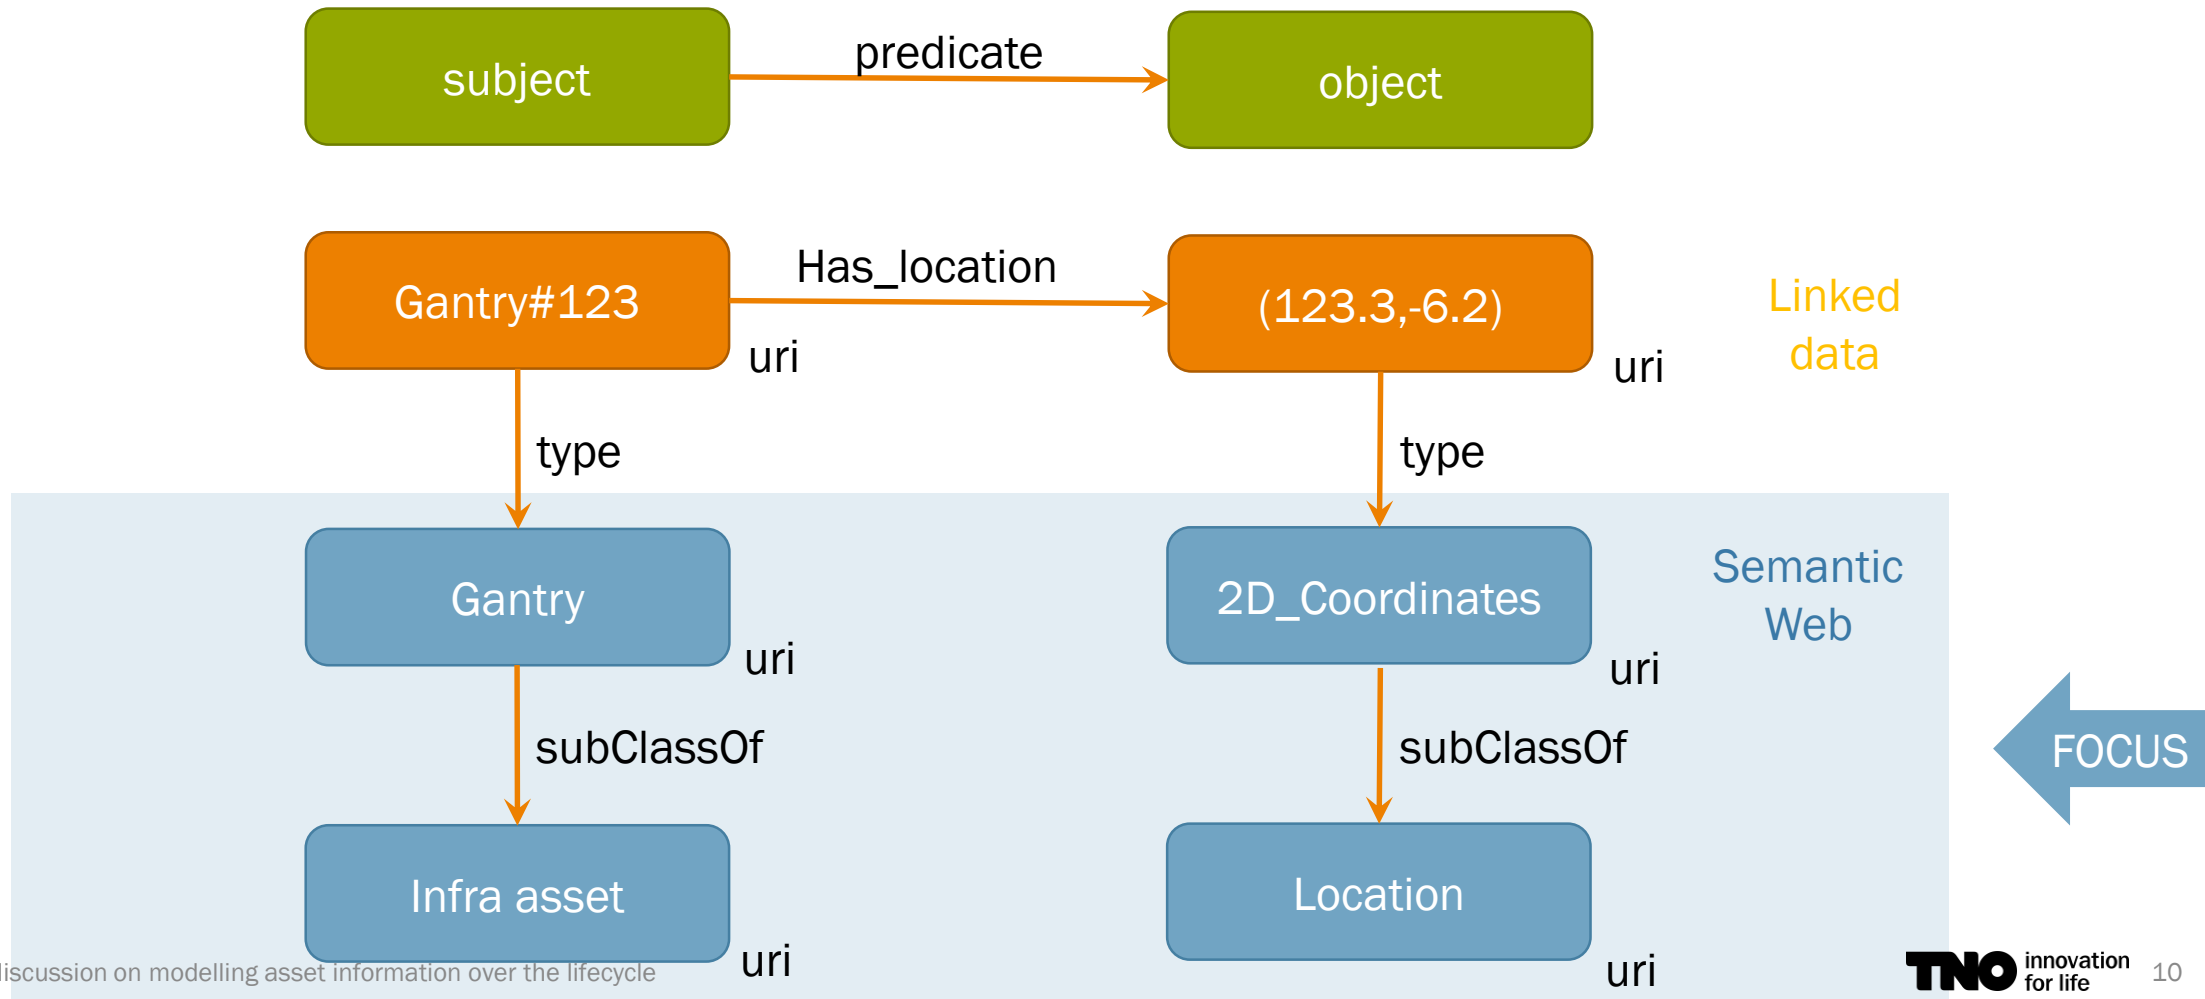 subject
predicate
object
Gantry#123
Has_location
(123.3,-6.2)
Linked
data
uri
uri
type
type
Gantry
2D_Coordinates
Semantic
Web
uri
uri
subClassOf
subClassOf
FOCUS
Infra asset
Location
uri
uri
discussion on modelling asset information over the lifecycle
TNO innovation
for life
10